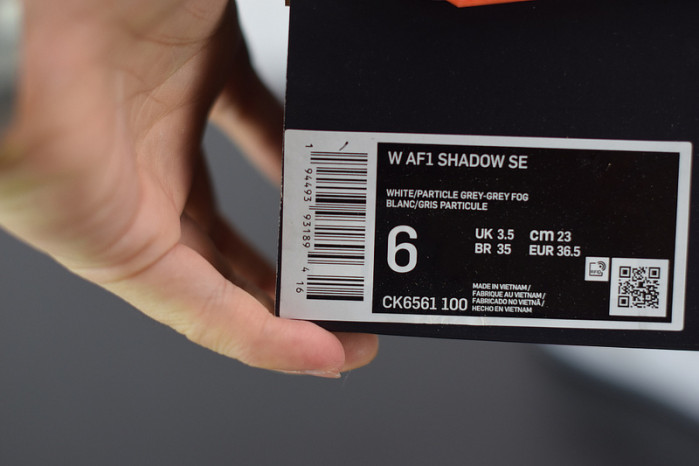 W AF1 SHADOW SE
WHITE/PARTICLE GREY-GREY FOG
BLANC/GRIS PARTICULE
6
UK 3.5 cm 23
BR 35 EUR 36.5
CK6561 100
MADE IN VIETNAM/
FABRIQUE AU VIETNAM/
FABRICADO NO VIETNÃ/
HECHO EN VIETNAM
1 94493 93189 4 16